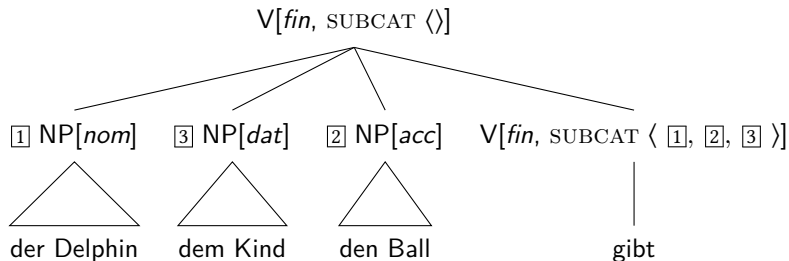 V[fin, SUBCAT ⟨⟩]
1 NP[nom] 3 NP[dat] 2 NP[acc] V[fin, SUBCAT ⟨ 1, 2, 3 ⟩]
der Delphin dem Kind den Ball gibt